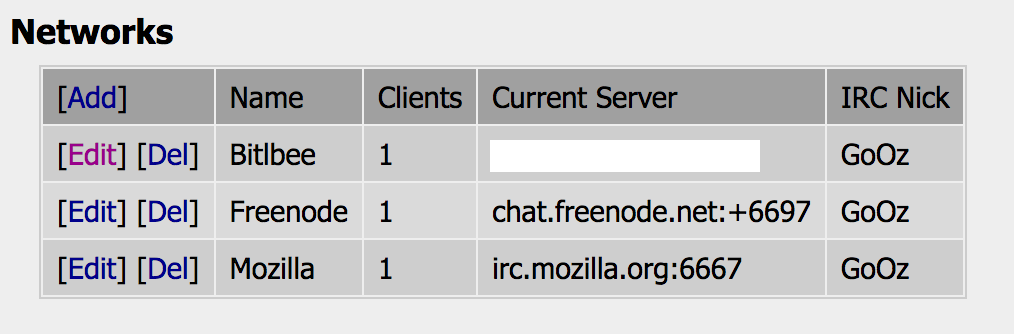 Networks
[Add] Name Clients Current Server IRC Nick
[Edit] [Del] Bitlbee 1 GoOz
[Edit] [Del] Freenode 1 chat.freenode.net:+6697 GoOz
[Edit] [Del] Mozilla 1 irc.mozilla.org:6667 GoOz